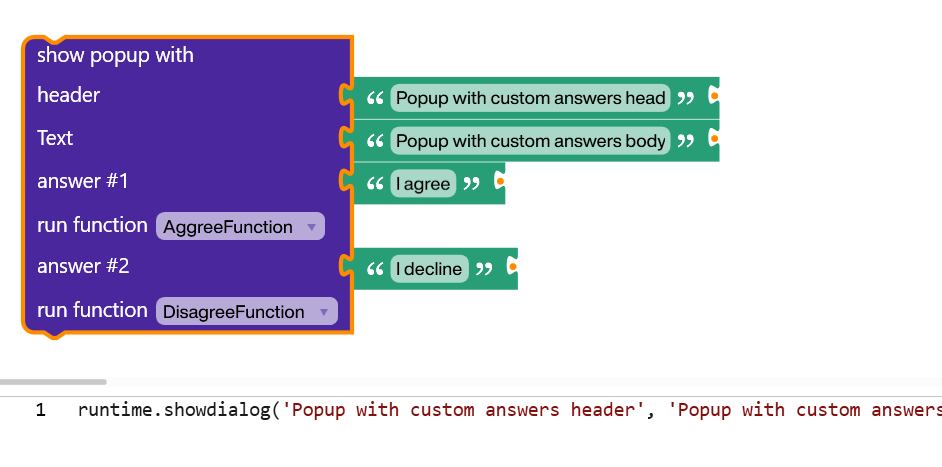 show popup with
header “ Popup with custom answers head ”
Text “ Popup with custom answers body ”
answer #1 “ I agree ”
run function AggreeFunction
answer #2 “ I decline ”
run function DisagreeFunction
1 runtime.showdialog('Popup with custom answers header', 'Popup with custom answers